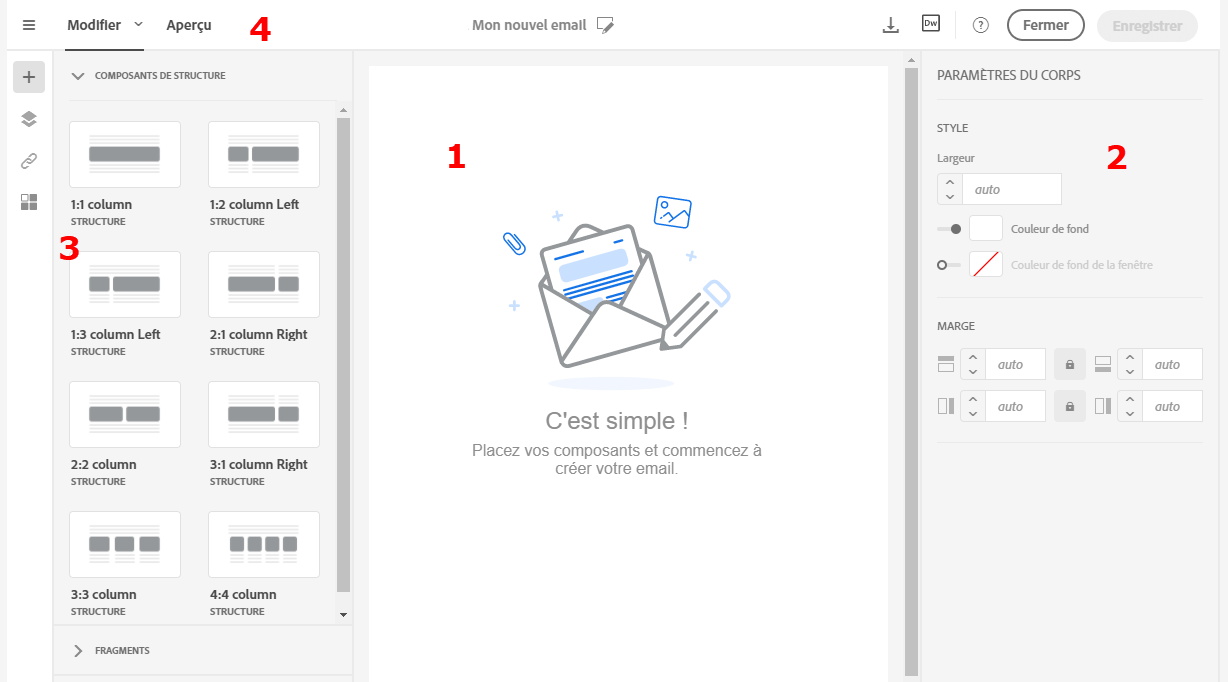 Modifier
Aperçu
4
Mon nouvel email
Dw
?
Fermer
Enregistrer
COMPOSANTS DE STRUCTURE
1:1 column
STRUCTURE
1:2 column Left
STRUCTURE
3
1:3 column Left
STRUCTURE
2:1 column Right
STRUCTURE
2:2 column
STRUCTURE
3:1 column Right
STRUCTURE
3:3 column
STRUCTURE
4:4 column
STRUCTURE
FRAGMENTS
1
C'est simple !
Placez vos composants et commencez à
créer votre email.
PARAMÈTRES DU CORPS
STYLE
2
Largeur
auto
Couleur de fond
Couleur de fond de la fenêtre
MARGE
auto
auto
auto
auto